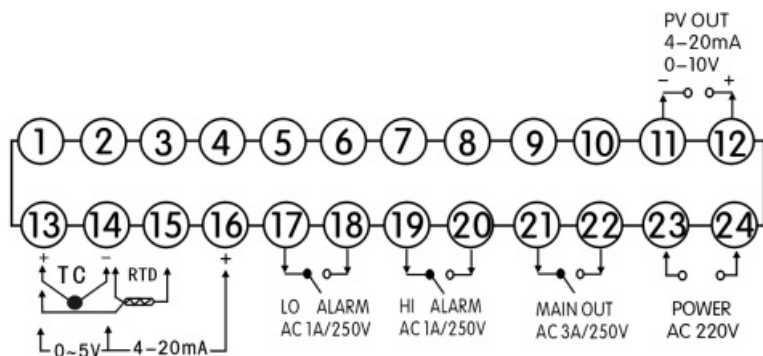 PV OUT
4-20mA
0-10V
- +
1 2 3 4 5 6 7 8 9 10 11 12
13 14 15 16 17 18 19 20 21 22 23 24
+ TC - RTD +
LO ALARM
AC 1A/250V
HI ALARM
AC 1A/250V
MAIN OUT
AC 3A/250V
POWER
AC 220V
0~5V 4-20mA